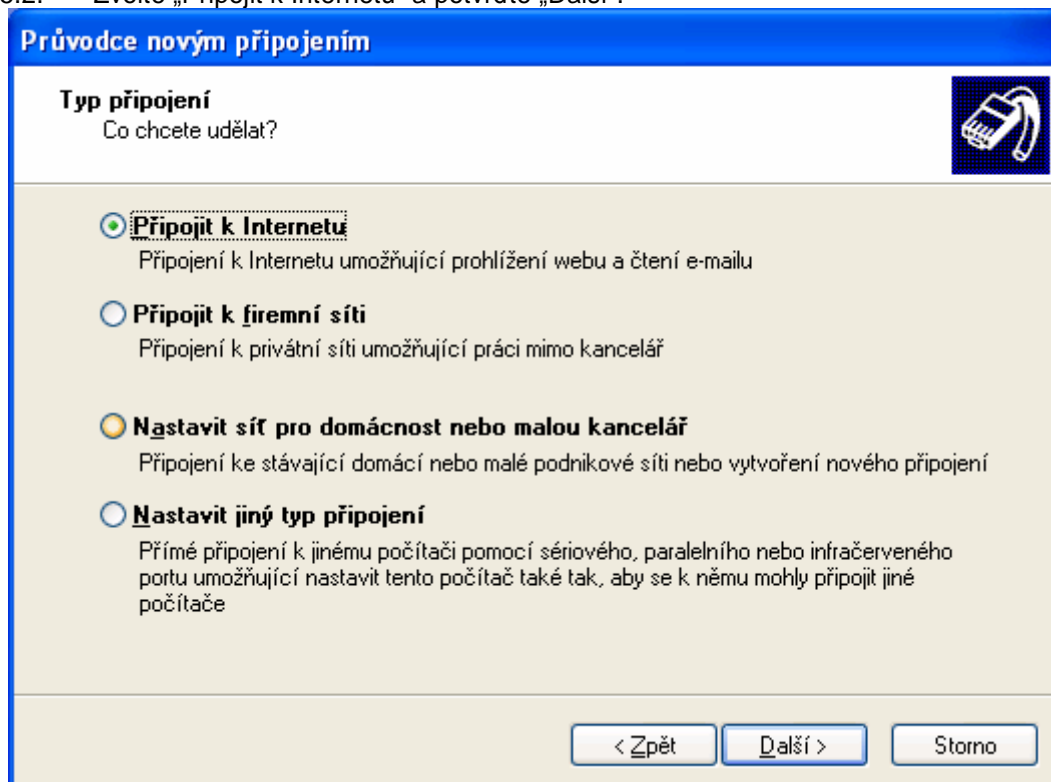 Zvolte „Připojit k Internetu“ a potvrďte „Další“.
Průvodce novým připojením
Typ připojení
Co chcete udělat?
Připojit k Internetu
Připojení k Internetu umožňující prohlížení webu a čtení e-mailu
Připojit k firemní síti
Připojení k privátní síti umožňující práci mimo kancelář
Nastavit síť pro domácnost nebo malou kancelář
Připojení ke stávající domácí nebo malé podnikové síti nebo vytvoření nového připojení
Nastavit jiný typ připojení
Přímé připojení k jinému počítači pomocí sériového, paralelního nebo infračerveného
portu umožňující nastavit tento počítač také tak, aby se k němu mohly připojit jiné
počítače
< Zpět
Další >
Storno